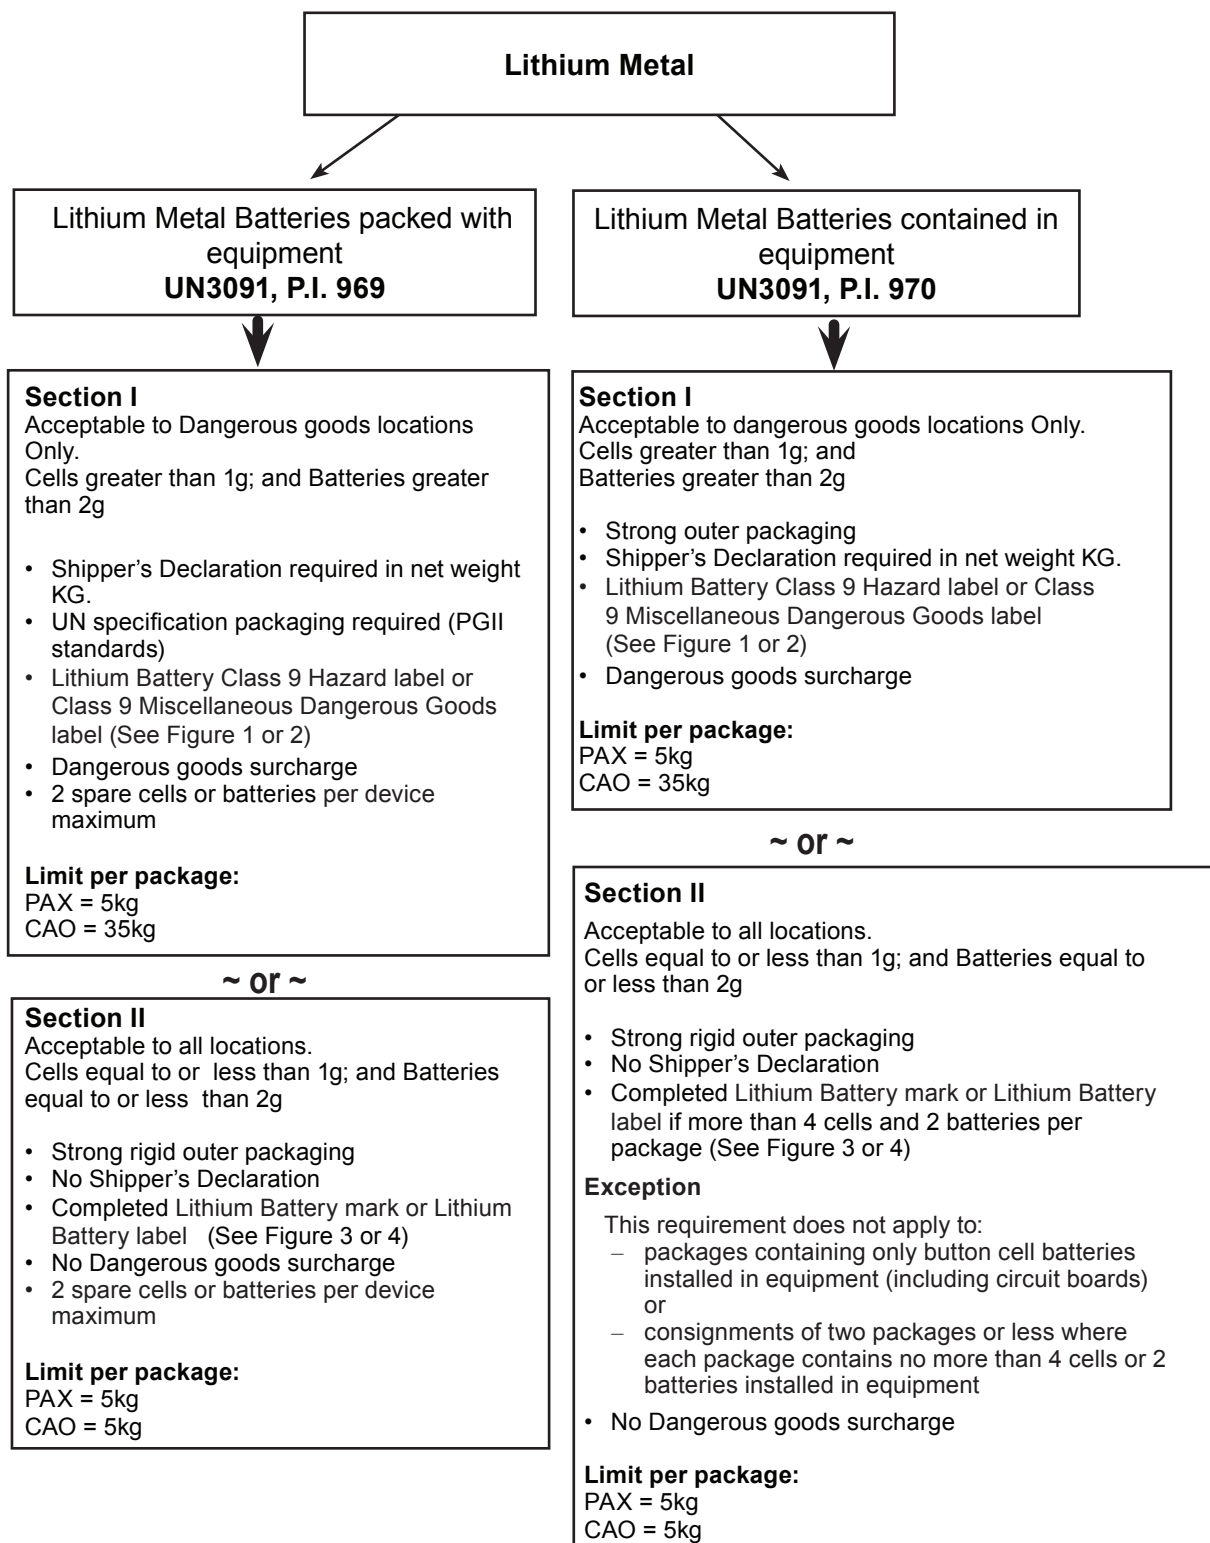 Lithium Metal
Lithium Metal Batteries packed with
equipment
UN3091, P.I. 969
Lithium Metal Batteries contained in
equipment
UN3091, P.I. 970
Section I
Acceptable to Dangerous goods locations
Only.
Cells greater than 1g; and Batteries greater
than 2g
• Shipper's Declaration required in net weight
KG.
• UN specification packaging required (PGII
standards)
• Lithium Battery Class 9 Hazard label or
Class 9 Miscellaneous Dangerous Goods
label (See Figure 1 or 2)
• Dangerous goods surcharge
• 2 spare cells or batteries per device
maximum
Limit per package:
PAX = 5kg
CAO = 35kg
~ or ~
Section II
Acceptable to all locations.
Cells equal to or less than 1g; and Batteries
equal to or less than 2g
• Strong rigid outer packaging
• No Shipper's Declaration
• Completed Lithium Battery mark or Lithium
Battery label (See Figure 3 or 4)
• No Dangerous goods surcharge
• 2 spare cells or batteries per device
maximum
Limit per package:
PAX = 5kg
CAO = 5kg
Section I
Acceptable to dangerous goods locations Only.
Cells greater than 1g; and
Batteries greater than 2g
• Strong outer packaging
• Shipper's Declaration required in net weight KG.
• Lithium Battery Class 9 Hazard label or Class
9 Miscellaneous Dangerous Goods label
(See Figure 1 or 2)
• Dangerous goods surcharge
Limit per package:
PAX = 5kg
CAO = 35kg
~ or ~
Section II
Acceptable to all locations.
Cells equal to or less than 1g; and Batteries equal to
or less than 2g
• Strong rigid outer packaging
• No Shipper's Declaration
• Completed Lithium Battery mark or Lithium Battery
label if more than 4 cells and 2 batteries per
package (See Figure 3 or 4)
Exception
This requirement does not apply to:
– packages containing only button cell batteries
installed in equipment (including circuit boards)
or
– consignments of two packages or less where
each package contains no more than 4 cells or 2
batteries installed in equipment
• No Dangerous goods surcharge
Limit per package:
PAX = 5kg
CAO = 5kg